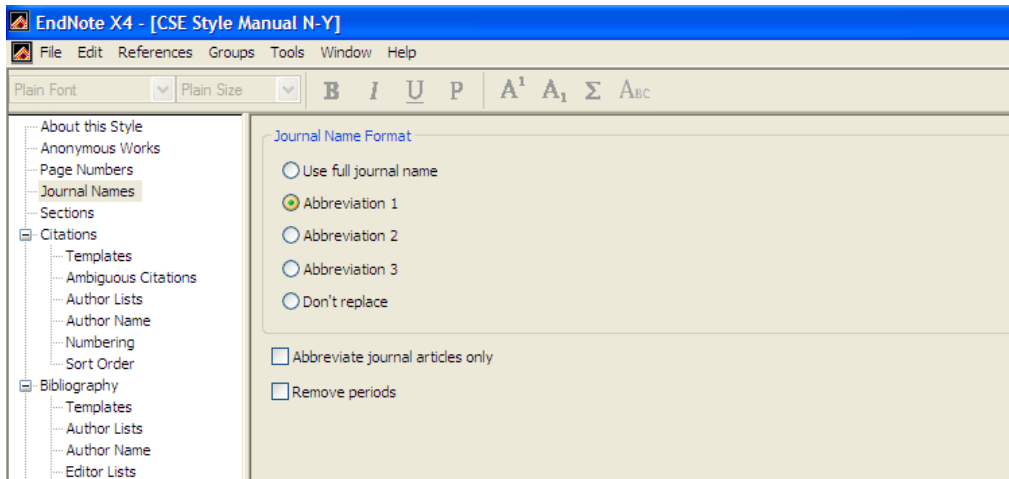 EndNote X4 - [CSE Style Manual N-Y]
File Edit References Groups Tools Window Help
Plain Font Plain Size B I U P A¹ A₁ Σ ABC
About this Style
Anonymous Works
Page Numbers
Journal Names
Sections
Citations
Templates
Ambiguous Citations
Author Lists
Author Name
Numbering
Sort Order
Bibliography
Templates
Author Lists
Author Name
Editor Lists
Journal Name Format
Use full journal name
Abbreviation 1
Abbreviation 2
Abbreviation 3
Don't replace
Abbreviate journal articles only
Remove periods